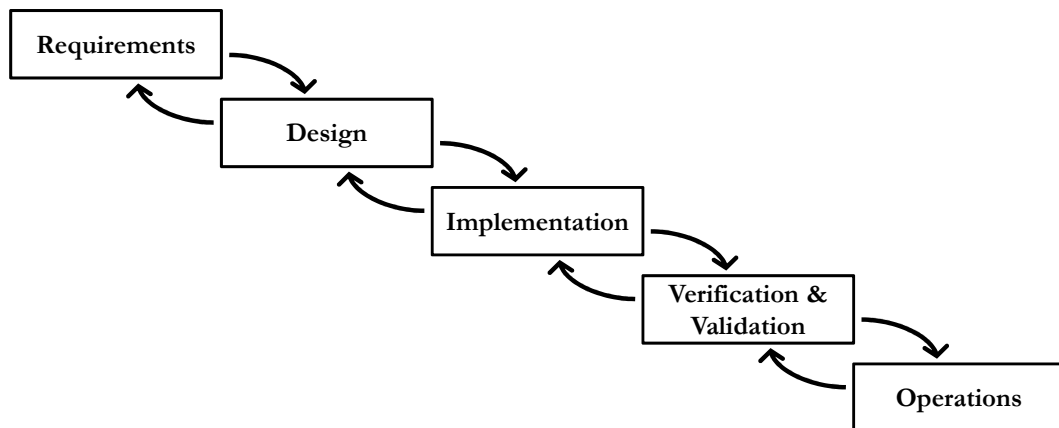 Requirements
Design
Implementation
Verification &
Validation
Operations